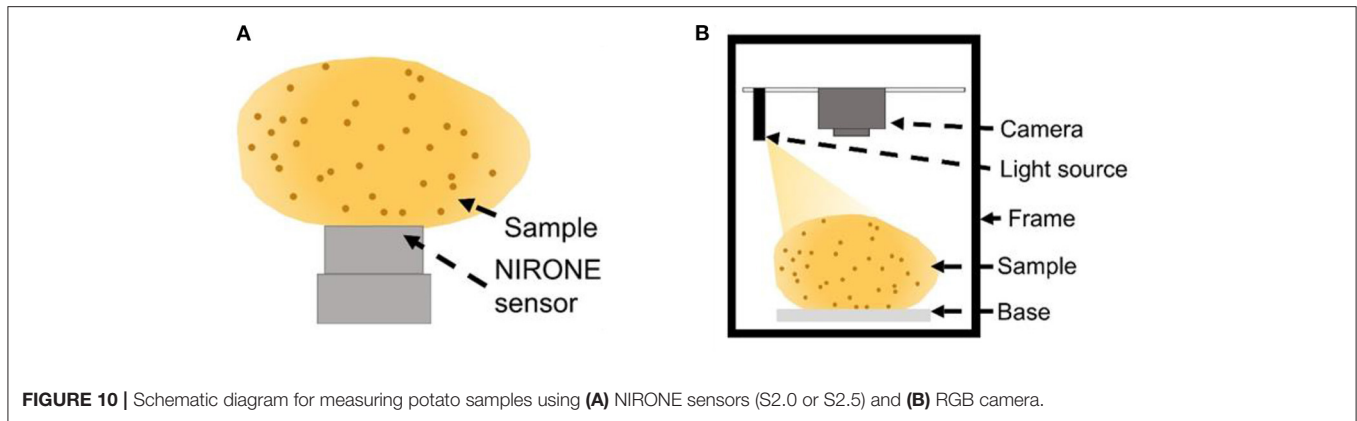 A
Sample
NIRONE
sensor
B
Camera
Light source
Frame
Sample
Base
FIGURE 10 | Schematic diagram for measuring potato samples using (A) NIRONE sensors (S2.0 or S2.5) and (B) RGB camera.